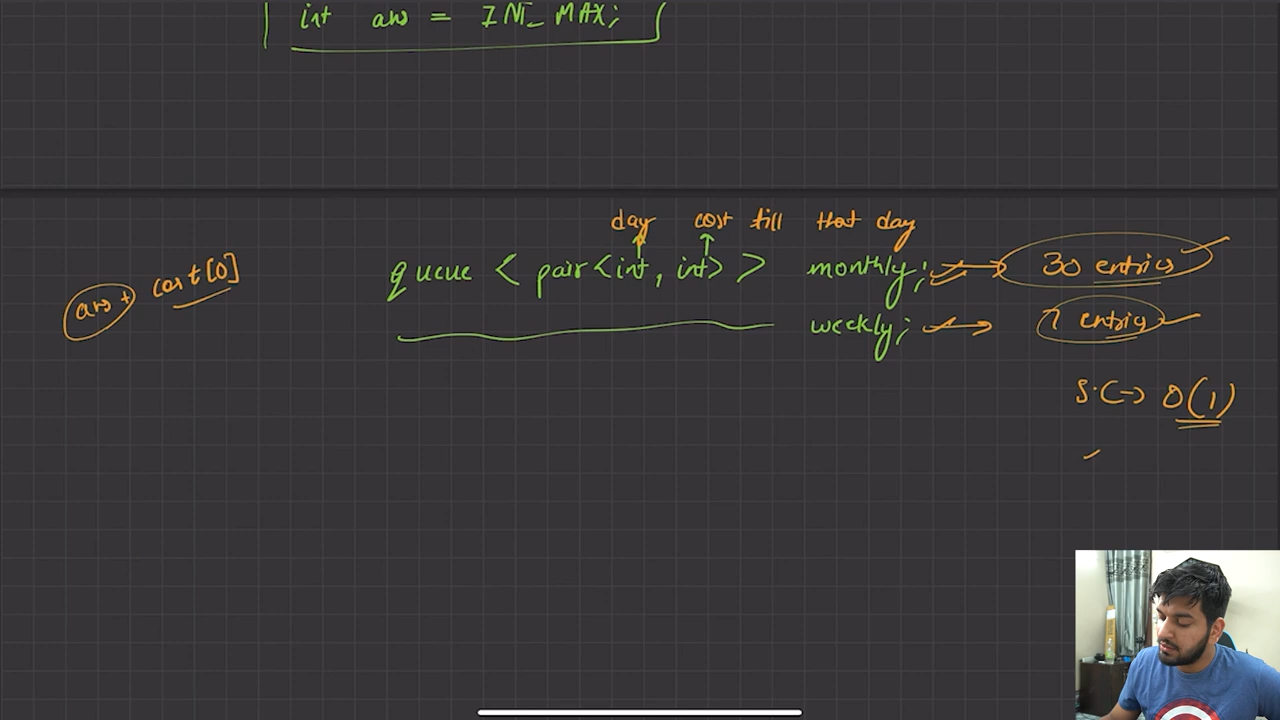 int ans = INT_MAX;
day cost till that day
queue < pair<int, int> > monthly; → 30 entries
ans + cost[0]
weekly; → 7 entries
S.C → O(1)